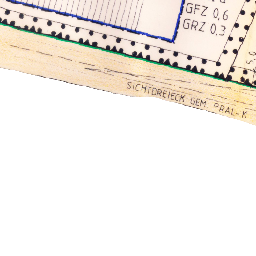 GFZ 0,6
GRZ 0,3
SICHTDREIECK GEM. RAL-K